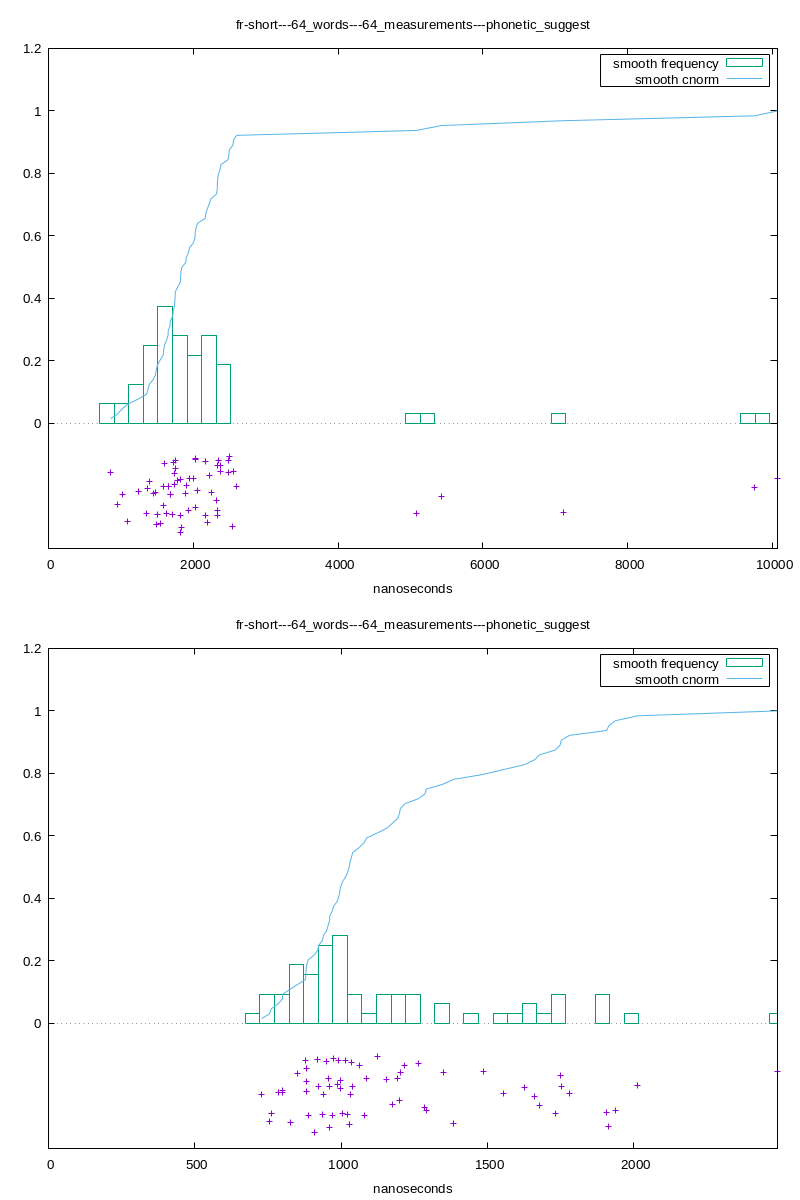 fr-short---64_words---64_measurements---phonetic_suggest
1.2
smooth frequency
smooth cnorm
1
0.8
0.6
0.4
0.2
0
0 2000 4000 6000 8000 10000
nanoseconds
fr-short---64_words---64_measurements---phonetic_suggest
1.2
smooth frequency
smooth cnorm
1
0.8
0.6
0.4
0.2
0
0 500 1000 1500 2000
nanoseconds